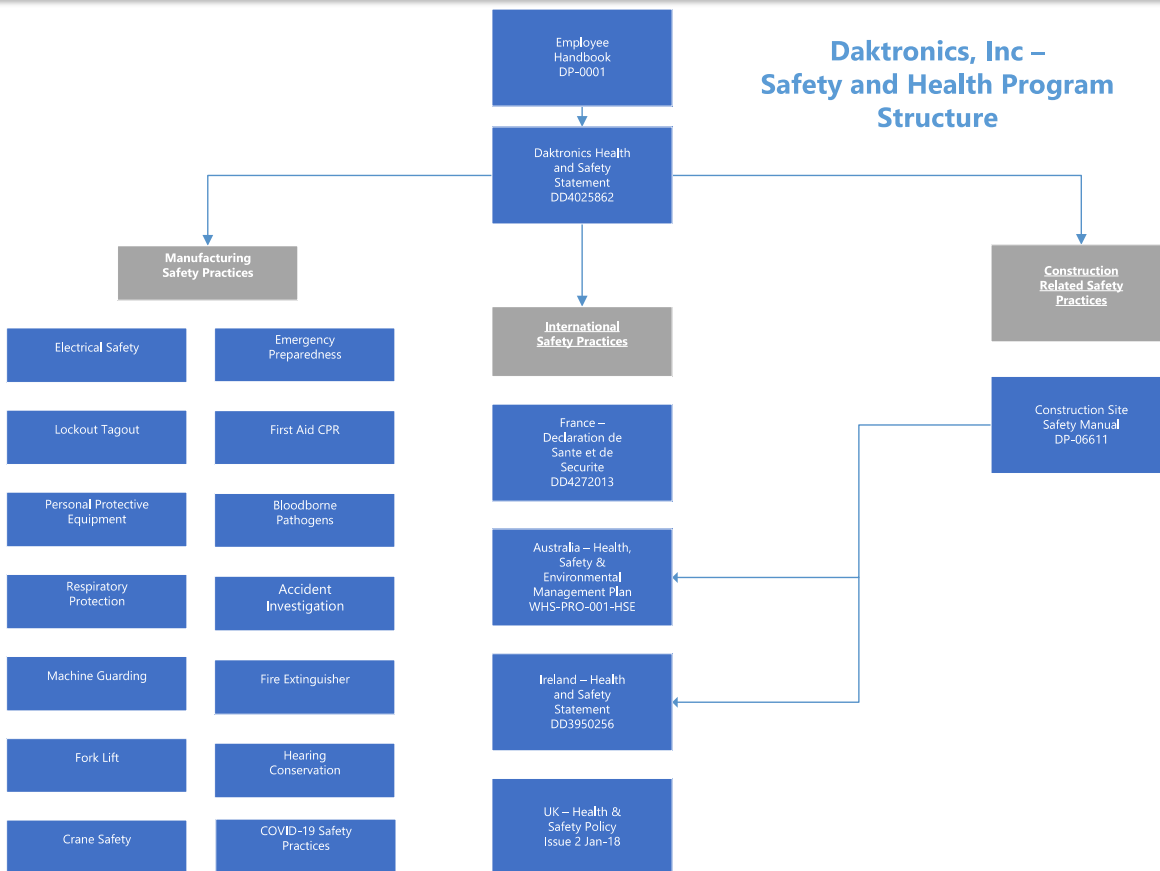 Employee
Handbook
DP-0001
Daktronics, Inc –
Safety and Health Program
Structure
Daktronics Health
and Safety
Statement
DD4025862
Manufacturing
Safety Practices
Electrical Safety
Lockout Tagout
Personal Protective
Equipment
Respiratory
Protection
Machine Guarding
Fork Lift
Crane Safety
Emergency
Preparedness
First Aid CPR
Bloodborne
Pathogens
Accident
Investigation
Fire Extinguisher
Hearing
Conservation
COVID-19 Safety
Practices
International
Safety Practices
France –
Declaration de
Sante et de
Securite
DD4272013
Australia – Health,
Safety &
Environmental
Management Plan
WHS-PRO-001-HSE
Ireland – Health
and Safety
Statement
DD3950256
UK – Health &
Safety Policy
Issue 2 Jan-18
Construction
Related Safety
Practices
Construction Site
Safety Manual
DP-06611